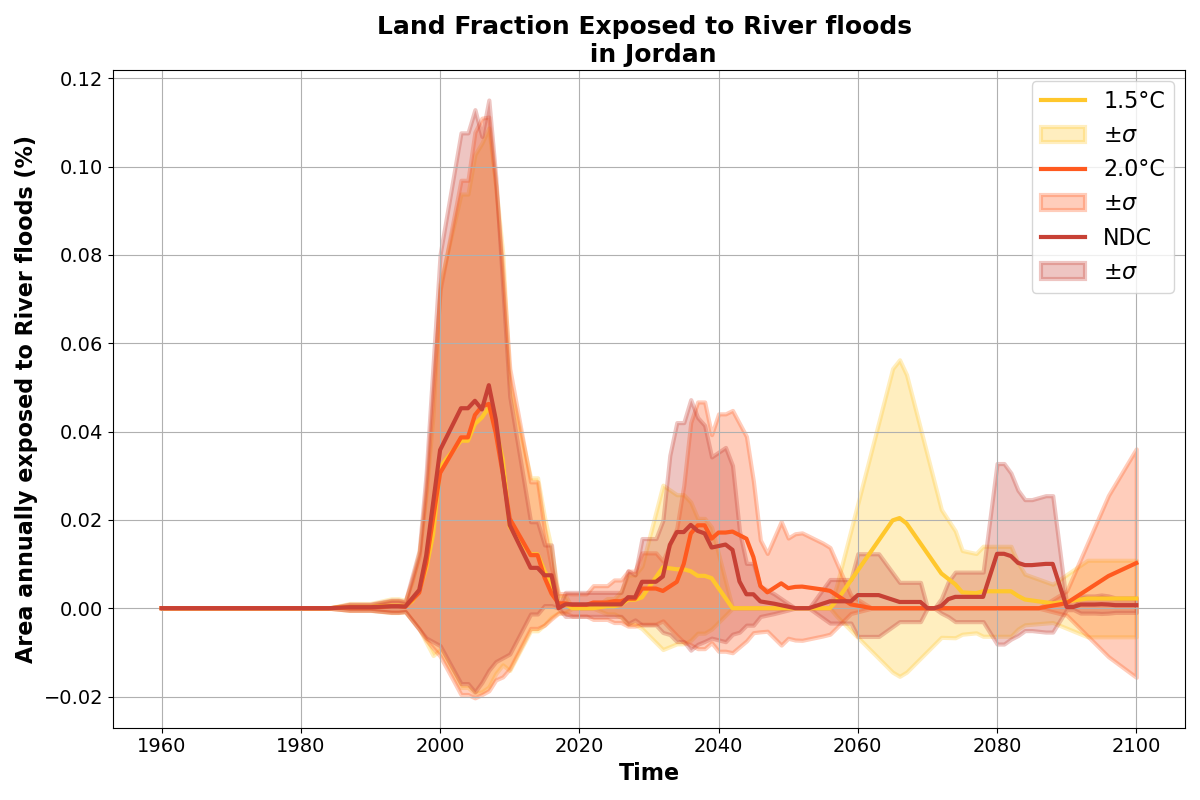 Land Fraction Exposed to River floods
in Jordan
Area annually exposed to River floods (%)
0.12
0.10
0.08
0.06
0.04
0.02
0.00
−0.02
1.5°C
±σ
2.0°C
±σ
NDC
±σ
1960 1980 2000 2020 2040 2060 2080 2100
Time